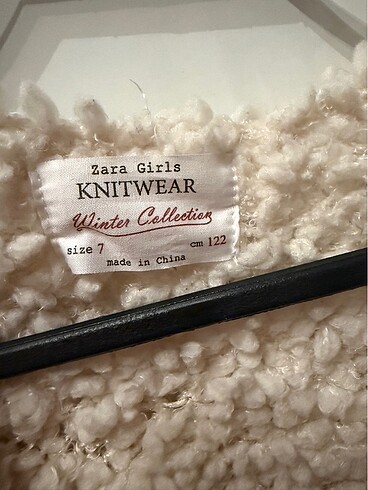 Zara Girls
KNITWEAR
Winter Collection
size 7 cm 122
made in China